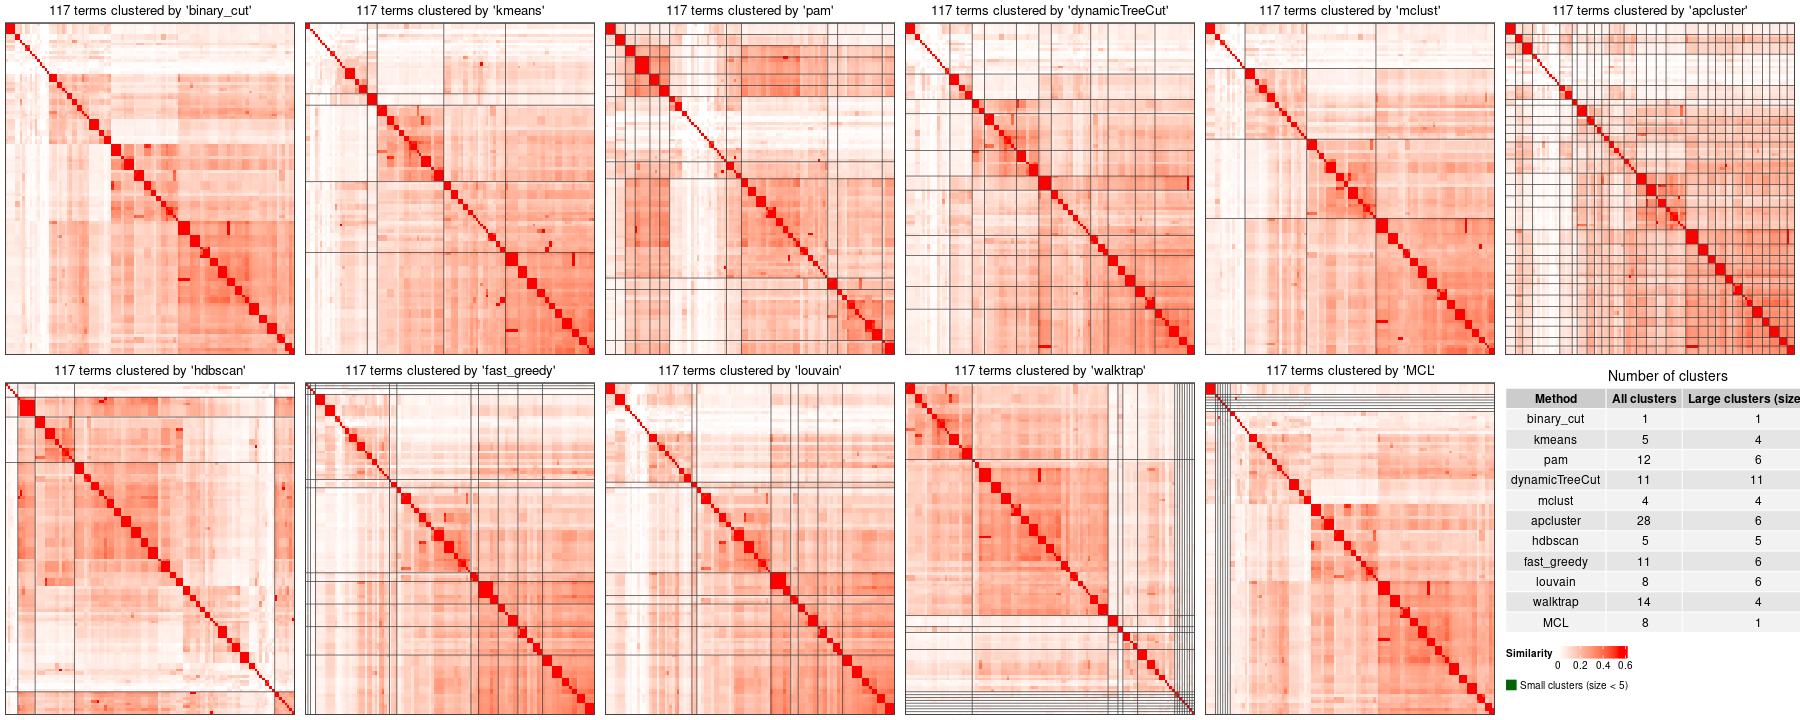 117 terms clustered by 'binary_cut'
117 terms clustered by 'kmeans'
117 terms clustered by 'pam'
117 terms clustered by 'dynamicTreeCut'
117 terms clustered by 'mclust'
117 terms clustered by 'apcluster'
117 terms clustered by 'hdbscan'
117 terms clustered by 'fast_greedy'
117 terms clustered by 'louvain'
117 terms clustered by 'walktrap'
117 terms clustered by 'MCL'
Number of clusters
Method All clusters Large clusters (size
binary_cut 1 1
kmeans 5 4
pam 12 6
dynamicTreeCut 11 11
mclust 4 4
apcluster 28 6
hdbscan 5 5
fast_greedy 11 6
louvain 8 6
walktrap 14 4
MCL 8 1
Similarity
0 0.2 0.4 0.6
Small clusters (size < 5)